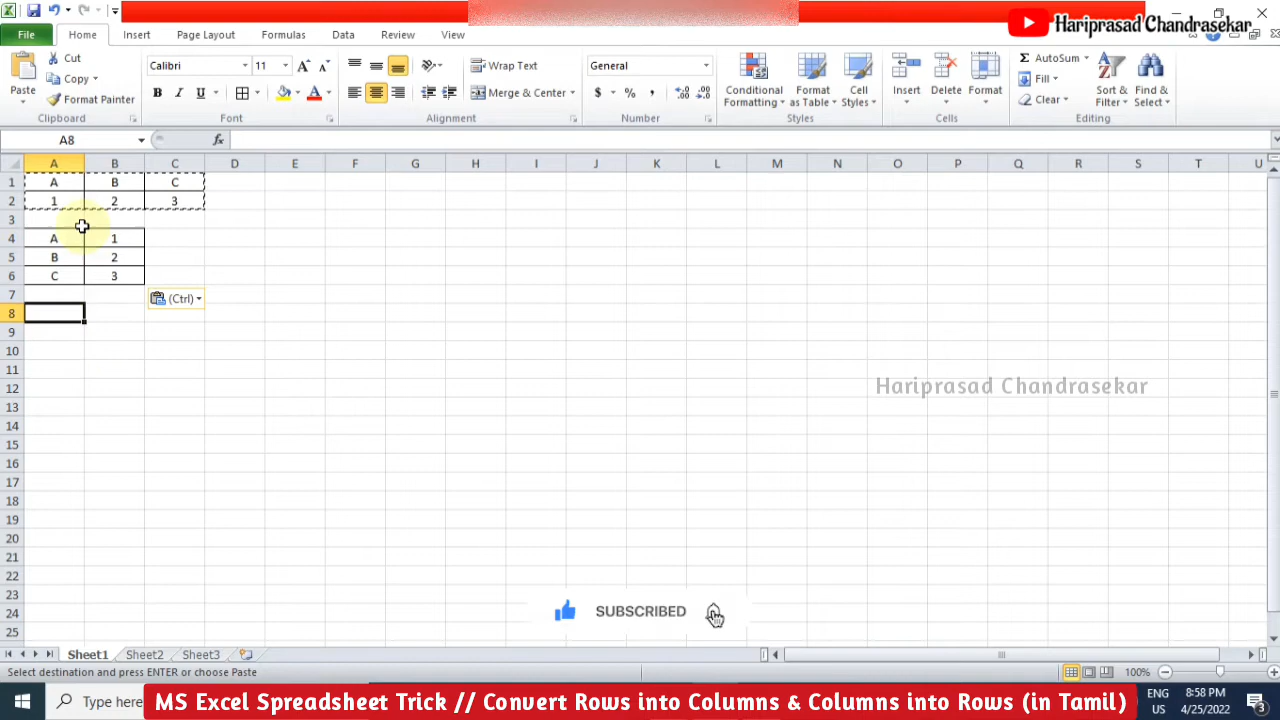 Hariprasad Chandrasekar
File Home Insert Page Layout Formulas Data Review View
Paste Cut Copy Format Painter
Calibri 11
B I U A A A
Wrap Text
Merge & Center
General
$ % ,
Conditional Formatting Format as Table Cell Styles
Insert Delete Format
AutoSum Fill Clear
Sort & Filter Find & Select
Clipboard Font Alignment Number Styles Cells Editing
A8 fx
A B C D E F G H I J K L M N O P Q R S T U
1 A B C
2 1 2 3
3
4 A 1
5 B 2
6 C 3
7 (Ctrl)
8
9
10
11
12 Hariprasad Chandrasekar
13
14
15
16
17
18
19
20
21
22
23
24 SUBSCRIBED
25
Sheet1 Sheet2 Sheet3
Select destination and press ENTER or choose Paste 100%
Type here MS Excel Spreadsheet Trick // Convert Rows into Columns & Columns into Rows (in Tamil)
ENG US
8:58 PM
4/25/2022
3